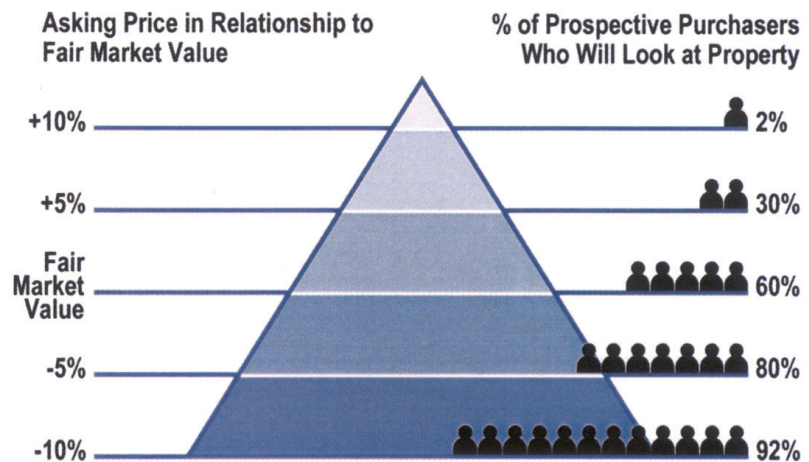 Asking Price in Relationship to
Fair Market Value
% of Prospective Purchasers
Who Will Look at Property
+10%
2%
+5%
30%
Fair
Market
Value
60%
-5%
80%
-10%
92%